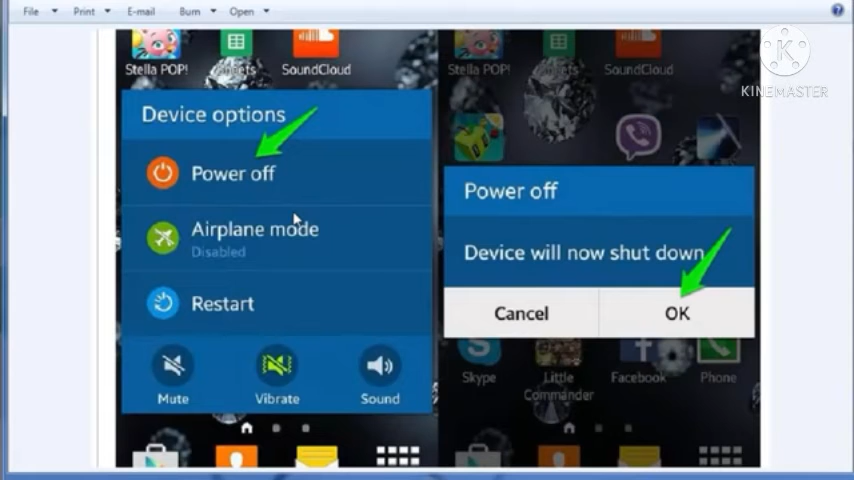 File
Print
E-mail
Burn
Open
KINEMASTER
Stella POP!
SoundCloud
Device options
Power off
Airplane mode
Disabled
Restart
Mute
Vibrate
Sound
Stella POP!
SoundCloud
Power off
Device will now shut down
Cancel
OK
Skype
Little
Commander
Facebook
Phone